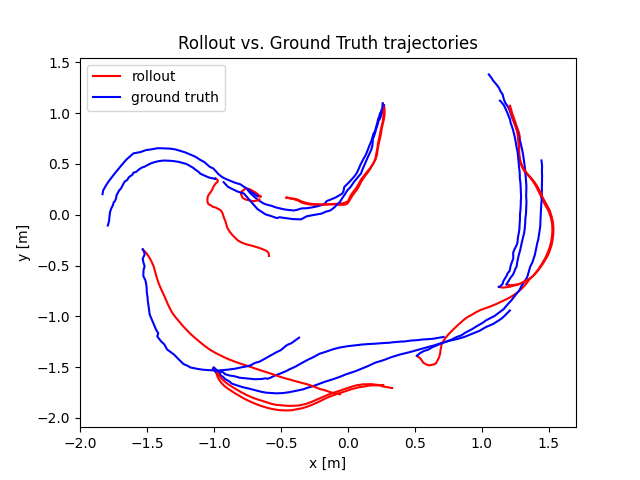 Rollout vs. Ground Truth trajectories
rollout
ground truth
1.5
1.0
0.5
0.0
−0.5
−1.0
−1.5
−2.0
y [m]
−2.0 −1.5 −1.0 −0.5 0.0 0.5 1.0 1.5
x [m]